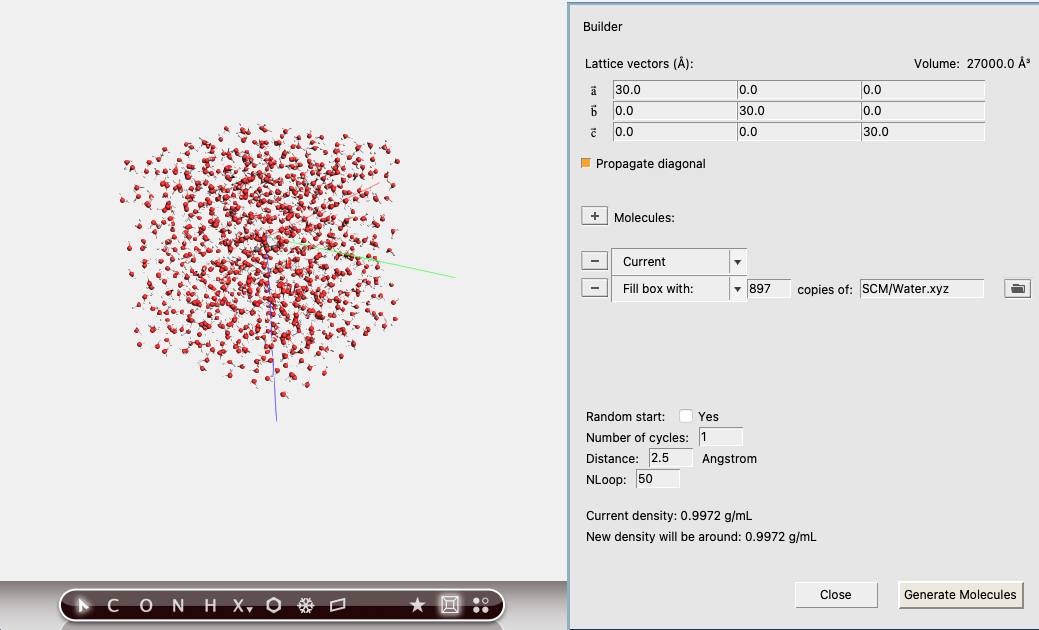 Builder
Lattice vectors (Å): Volume: 27000.0 Å³
a⃗ 30.0 0.0 0.0
b⃗ 0.0 30.0 0.0
c⃗ 0.0 0.0 30.0
Propagate diagonal
+ Molecules:
− Current
− Fill box with: 897 copies of: SCM/Water.xyz
Random start: Yes
Number of cycles: 1
Distance: 2.5 Angstrom
NLoop: 50
Current density: 0.9972 g/mL
New density will be around: 0.9972 g/mL
Close Generate Molecules
C O N H X